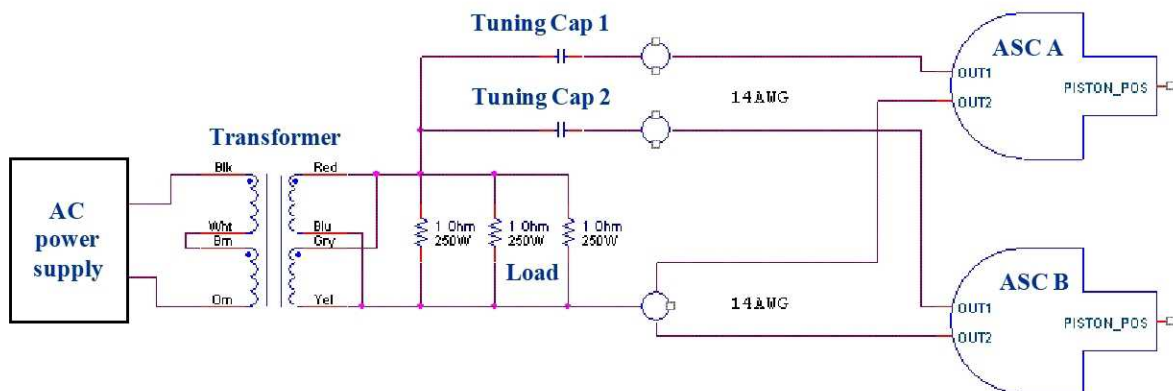 Tuning Cap 1
ASC A
OUT1
PISTON_POS
OUT2
14AWG
Tuning Cap 2
Transformer
Blk
Red
AC
power
supply
Wht
Blu
Brn
Gry
1 Ohm
250W
1 Ohm
250W
1 Ohm
250W
Load
Orn
Yel
14AWG
ASC B
OUT1
PISTON_POS
OUT2